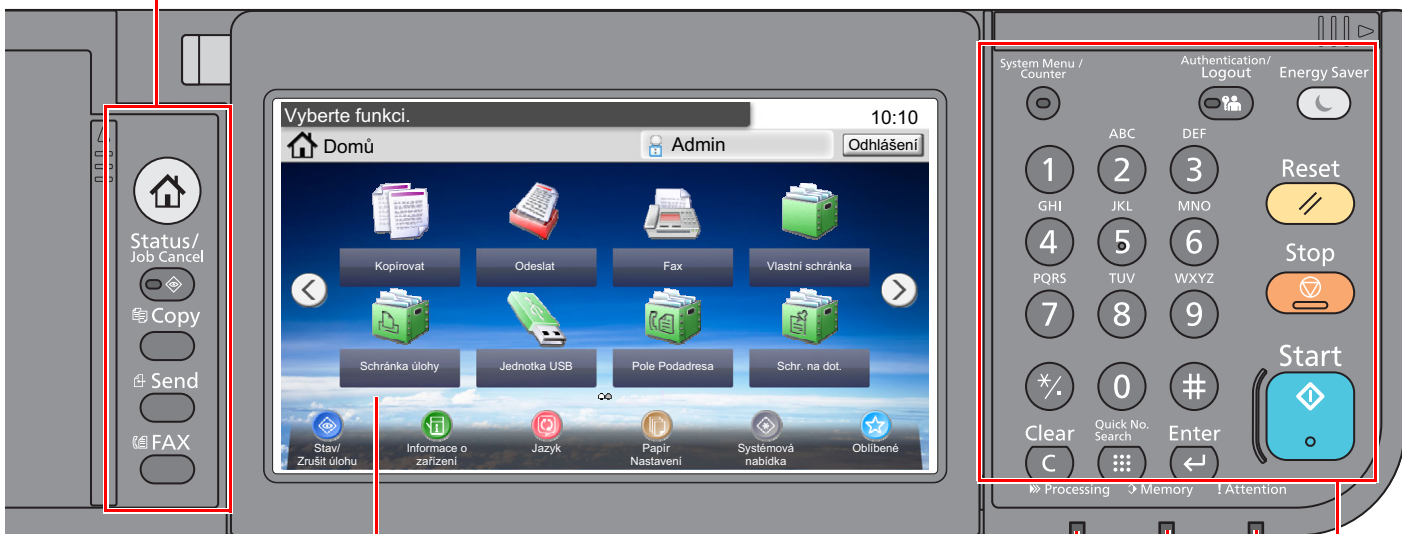 Status/
Job Cancel
Copy
Send
FAX
Vyberte funkci.
10:10
Domů
Admin
Odhlášení
Kopírovat
Odeslat
Fax
Vlastní schránka
Schránka úlohy
Jednotka USB
Pole Podadresa
Schr. na dot.
Stav/
Zrušit úlohu
Informace o
zařízení
Jazyk
Papír
Nastavení
Systémová
nabídka
Oblíbené
System Menu /
Counter
Authentication/
Logout
Energy Saver
ABC
DEF
1
2
3
Reset
GHI
JKL
MNO
4
5
6
Stop
PQRS
TUV
WXYZ
7
8
9
Start
*/.
0
#
Clear
Quick No.
Search
Enter
C
Processing
Memory
! Attention